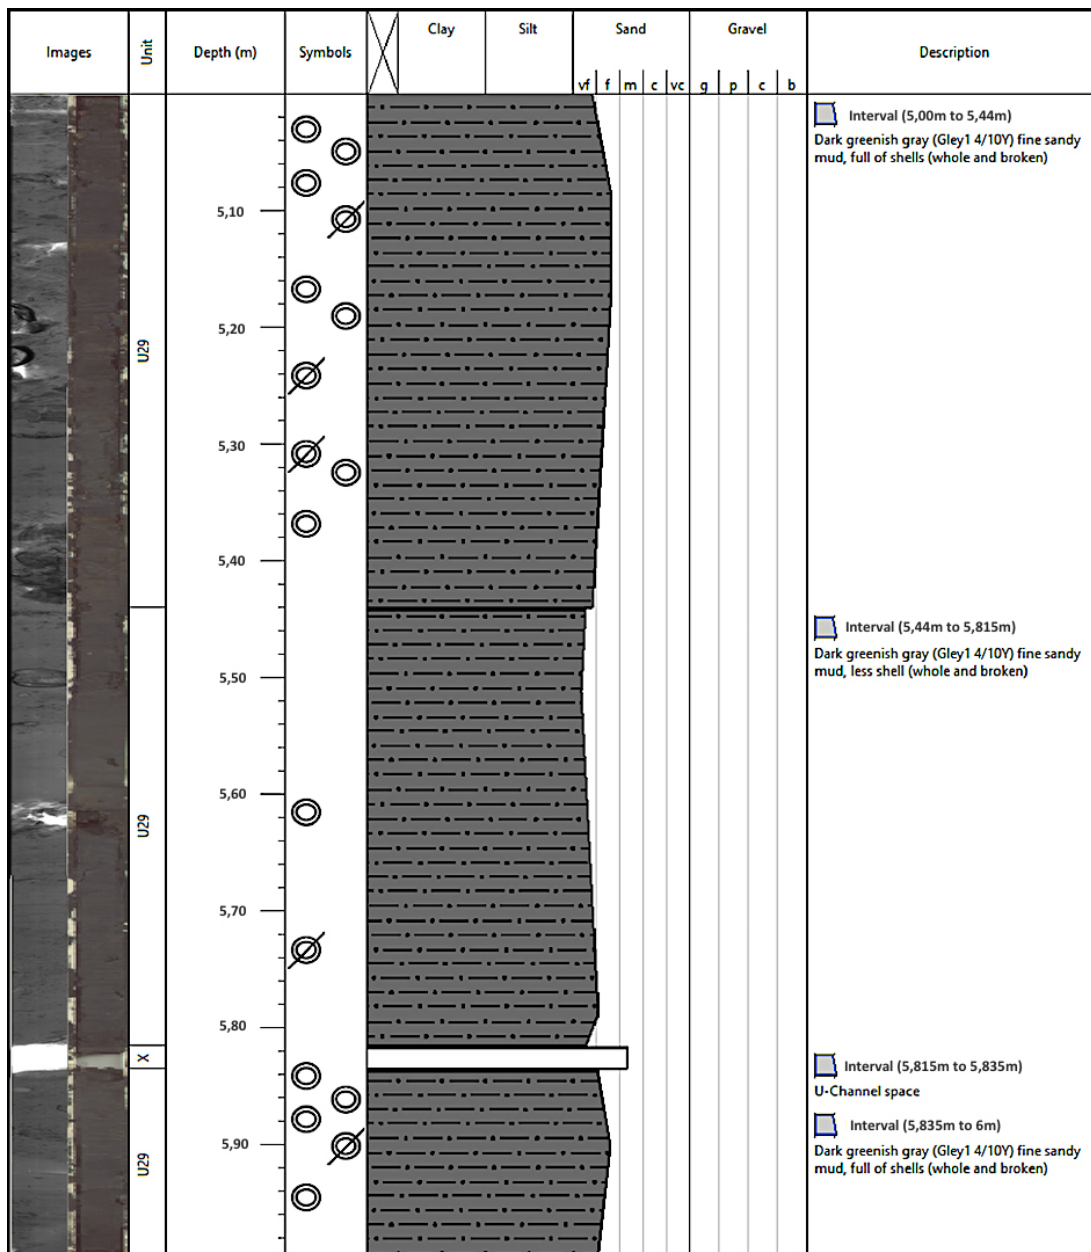 Images
Unit
Depth (m)
Symbols
Clay
Silt
Sand
Gravel
Description
vf f m c vc g p c b
Interval (5,00m to 5,44m)
Dark greenish gray (Gley1 4/10Y) fine sandy
mud, full of shells (whole and broken)
5,10
5,20
U29
5,30
5,40
Interval (5,44m to 5,815m)
Dark greenish gray (Gley1 4/10Y) fine sandy
mud, less shell (whole and broken)
5,50
5,60
U29
5,70
5,80
X
Interval (5,815m to 5,835m)
U-Channel space
Interval (5,835m to 6m)
Dark greenish gray (Gley1 4/10Y) fine sandy
mud, full of shells (whole and broken)
5,90
U29